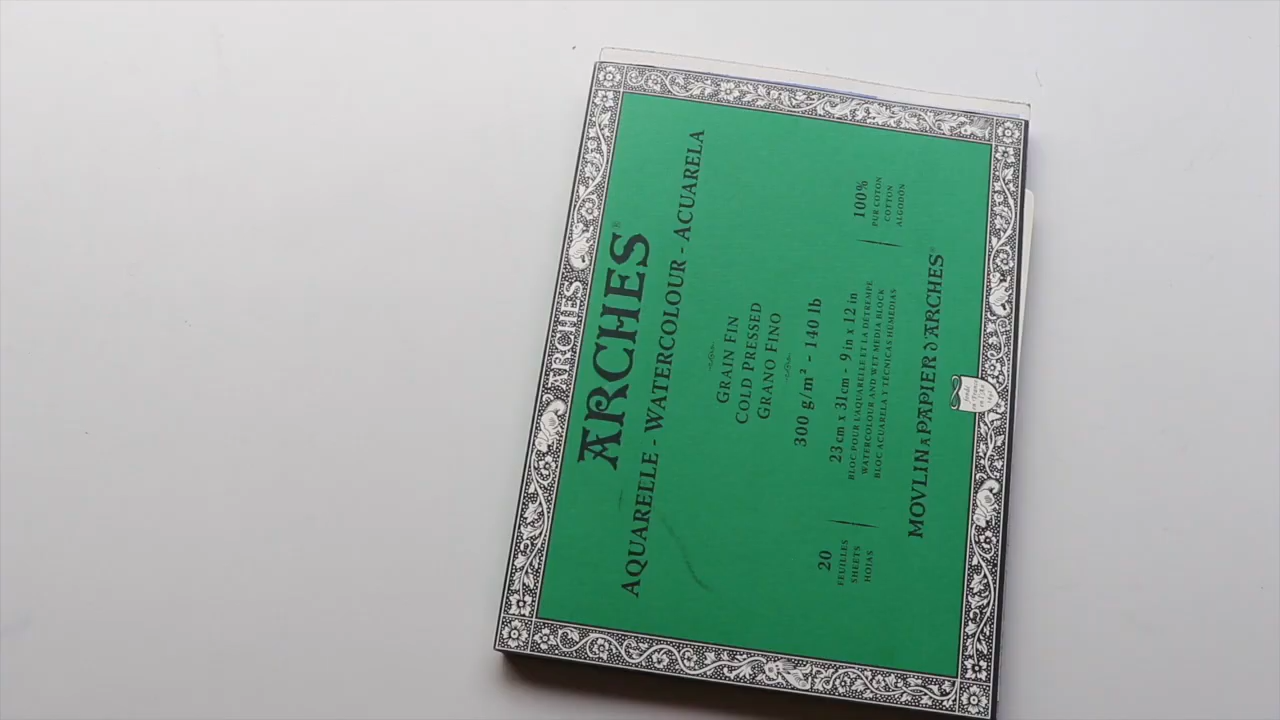 ARCHES
ARCHES®
AQUARELLE - WATERCOLOUR - ACUARELA
GRAIN FIN
COLD PRESSED
GRANO FINO
300 g/m² - 140 lb
23 cm x 31 cm - 9 in x 12 in
BLOC POUR L'AQUARELLE ET LA DÉTREMPE
WATERCOLOUR AND WET MEDIA BLOCK
BLOC ACUARELA Y TÉCNICAS HÚMEDAS
20
FEUILLES
SHEETS
HOJAS
100%
PUR COTON
COTTON
ALGODÓN
MOVLIN À PAPIER D'ARCHES®